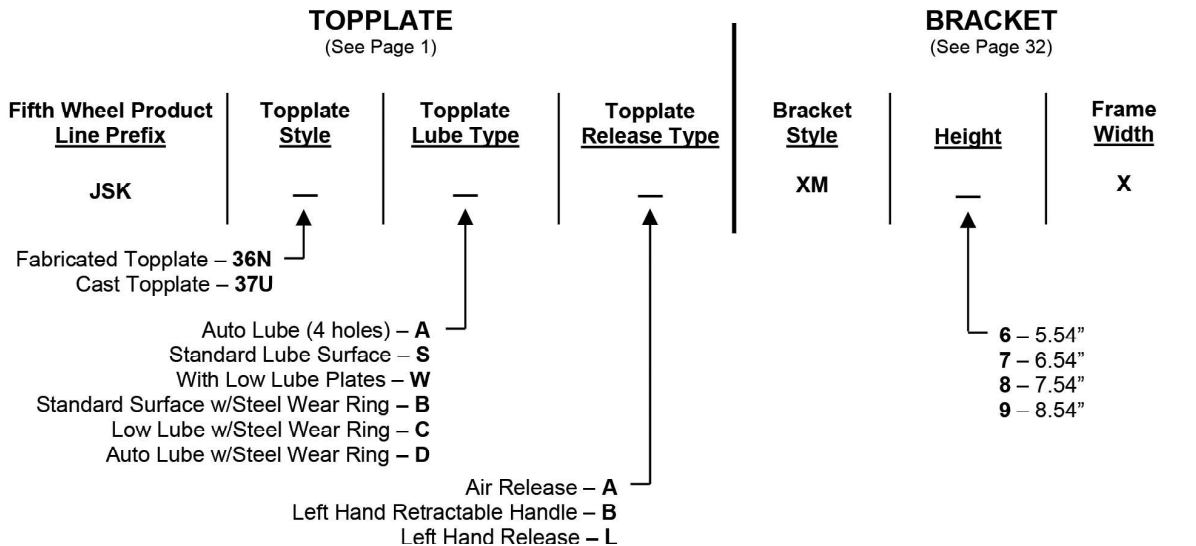 TOPPLATE
(See Page 1)
BRACKET
(See Page 32)
Fifth Wheel Product
Line Prefix
JSK
Topplate
Style
—
Topplate
Lube Type
—
Topplate
Release Type
—
Bracket
Style
XM
Height
—
Frame
Width
X
Fabricated Topplate – 36N
Cast Topplate – 37U
Auto Lube (4 holes) – A
Standard Lube Surface – S
With Low Lube Plates – W
Standard Surface w/Steel Wear Ring – B
Low Lube w/Steel Wear Ring – C
Auto Lube w/Steel Wear Ring – D
Air Release – A
Left Hand Retractable Handle – B
Left Hand Release – L
6 – 5.54”
7 – 6.54”
8 – 7.54”
9 – 8.54”